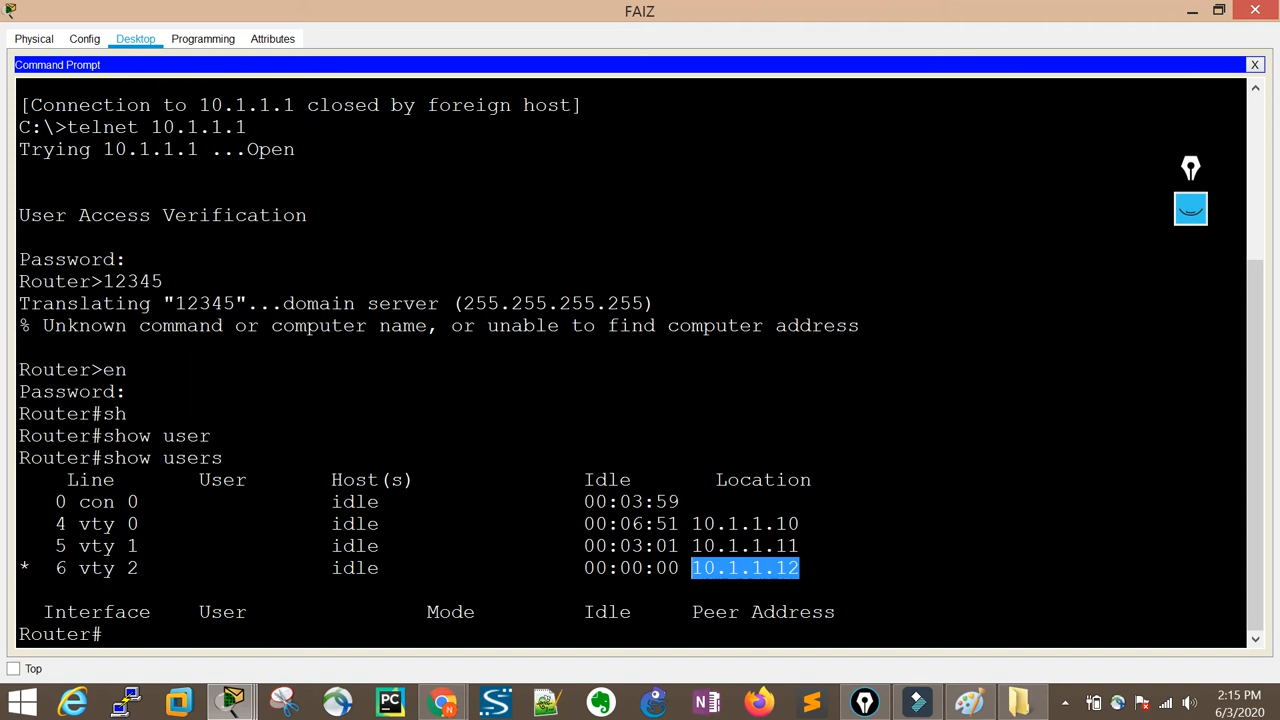 FAIZ
Physical Config Desktop Programming Attributes
Command Prompt X
[Connection to 10.1.1.1 closed by foreign host]
C:\>telnet 10.1.1.1
Trying 10.1.1.1 ...Open
User Access Verification
Password:
Router>12345
Translating "12345"...domain server (255.255.255.255)
% Unknown command or computer name, or unable to find computer address
Router>en
Password:
Router#sh
Router#show user
Router#show users
Line User Host(s) Idle Location
0 con 0 idle 00:03:59
4 vty 0 idle 00:06:51 10.1.1.10
5 vty 1 idle 00:03:01 10.1.1.11
* 6 vty 2 idle 00:00:00 10.1.1.12
Interface User Mode Idle Peer Address
Router#
Top
PC N N
2:15 PM
6/3/2020